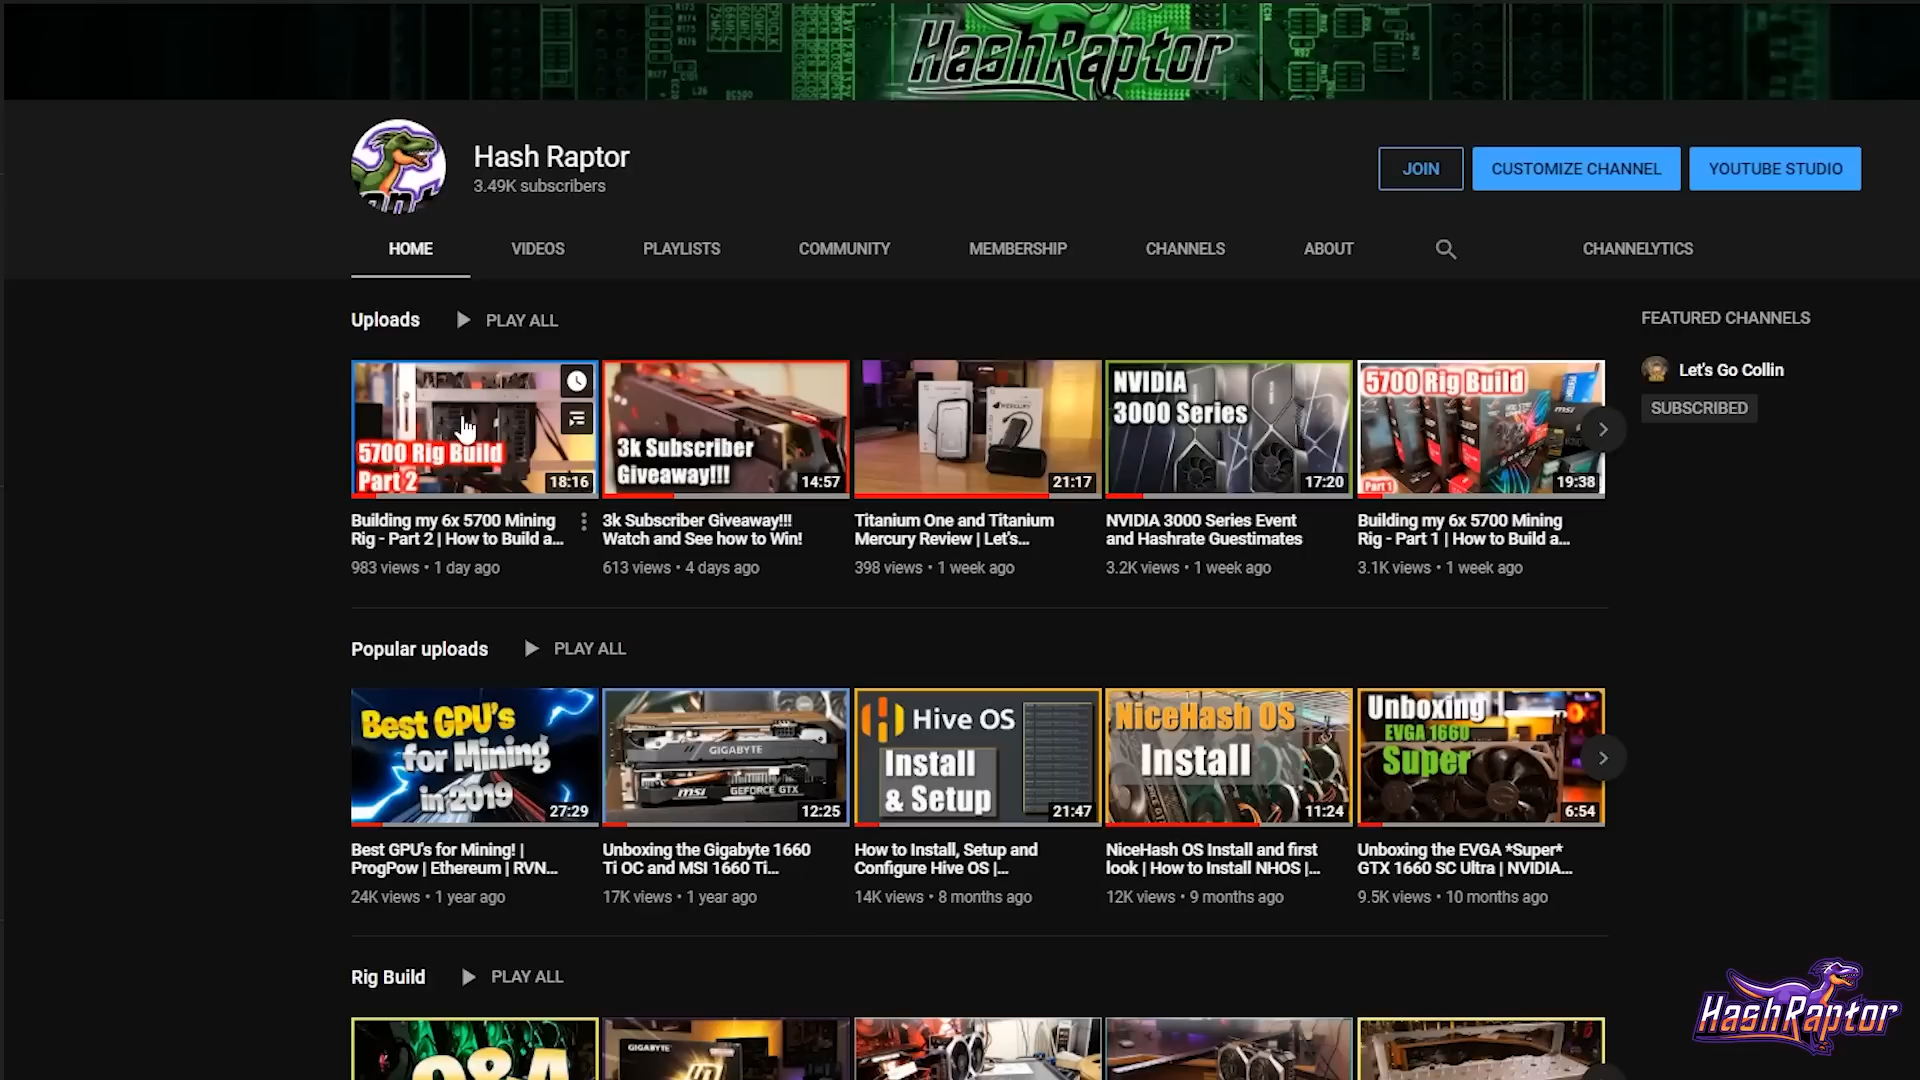 HashRaptor
Hash Raptor
3.49K subscribers
JOIN
CUSTOMIZE CHANNEL
YOUTUBE STUDIO
HOME
VIDEOS
PLAYLISTS
COMMUNITY
MEMBERSHIP
CHANNELS
ABOUT
CHANNELYTICS
Uploads
PLAY ALL
FEATURED CHANNELS
Let's Go Collin
SUBSCRIBED
5700 Rig Build
Part 2
18:16
3k Subscriber
Giveaway!!!
14:57
21:17
NVIDIA
3000 Series
17:20
5700 Rig Build
msi
Part 1
19:38
Building my 6x 5700 Mining
Rig - Part 2 | How to Build a...
983 views • 1 day ago
3k Subscriber Giveaway!!!
Watch and See how to Win!
613 views • 4 days ago
Titanium One and Titanium
Mercury Review | Let's...
398 views • 1 week ago
NVIDIA 3000 Series Event
and Hashrate Guestimates
3.2K views • 1 week ago
Building my 6x 5700 Mining
Rig - Part 1 | How to Build a...
3.1K views • 1 week ago
Popular uploads
PLAY ALL
Best GPU's
for Mining
in 2019
27:29
GIGABYTE
msi
GEFORCE GTX
12:25
Hive OS
Install
& Setup
21:47
NiceHash OS
Install
11:24
Unboxing
EVGA 1660
Super
6:54
Best GPU's for Mining! |
ProgPow | Ethereum | RVN...
24K views • 1 year ago
Unboxing the Gigabyte 1660
Ti OC and MSI 1660 Ti...
17K views • 1 year ago
How to Install, Setup and
Configure Hive OS |...
14K views • 8 months ago
NiceHash OS Install and first
look | How to Install NHOS |...
12K views • 9 months ago
Unboxing the EVGA *Super*
GTX 1660 SC Ultra | NVIDIA...
9.5K views • 10 months ago
Rig Build
PLAY ALL
Q&A
GIGABYTE
HashRaptor